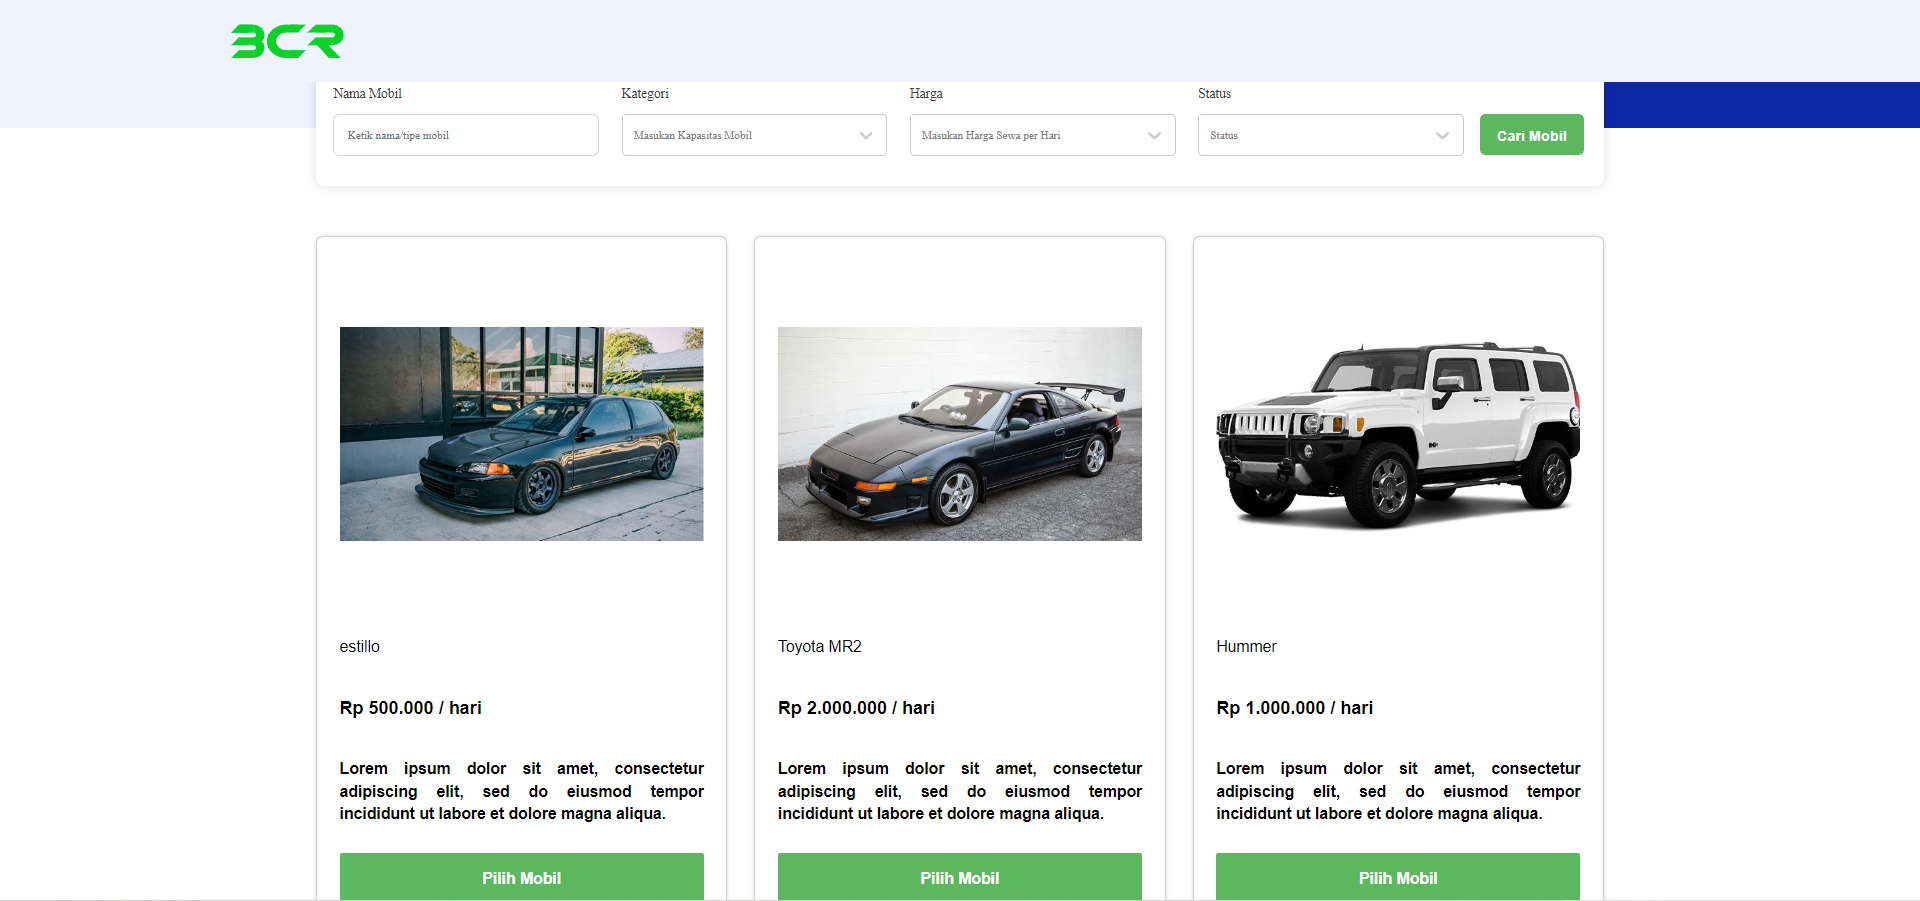 BCR
Nama Mobil
Kategori
Harga
Status
Ketik nama/tipe mobil
Masukan Kapasitas Mobil
Masukan Harga Sewa per Hari
Status
Cari Mobil
estillo
Rp 500.000 / hari
Lorem ipsum dolor sit amet, consectetur
adipiscing elit, sed do eiusmod tempor
incididunt ut labore et dolore magna aliqua.
Pilih Mobil
Toyota MR2
Rp 2.000.000 / hari
Lorem ipsum dolor sit amet, consectetur
adipiscing elit, sed do eiusmod tempor
incididunt ut labore et dolore magna aliqua.
Pilih Mobil
Hummer
Rp 1.000.000 / hari
Lorem ipsum dolor sit amet, consectetur
adipiscing elit, sed do eiusmod tempor
incididunt ut labore et dolore magna aliqua.
Pilih Mobil